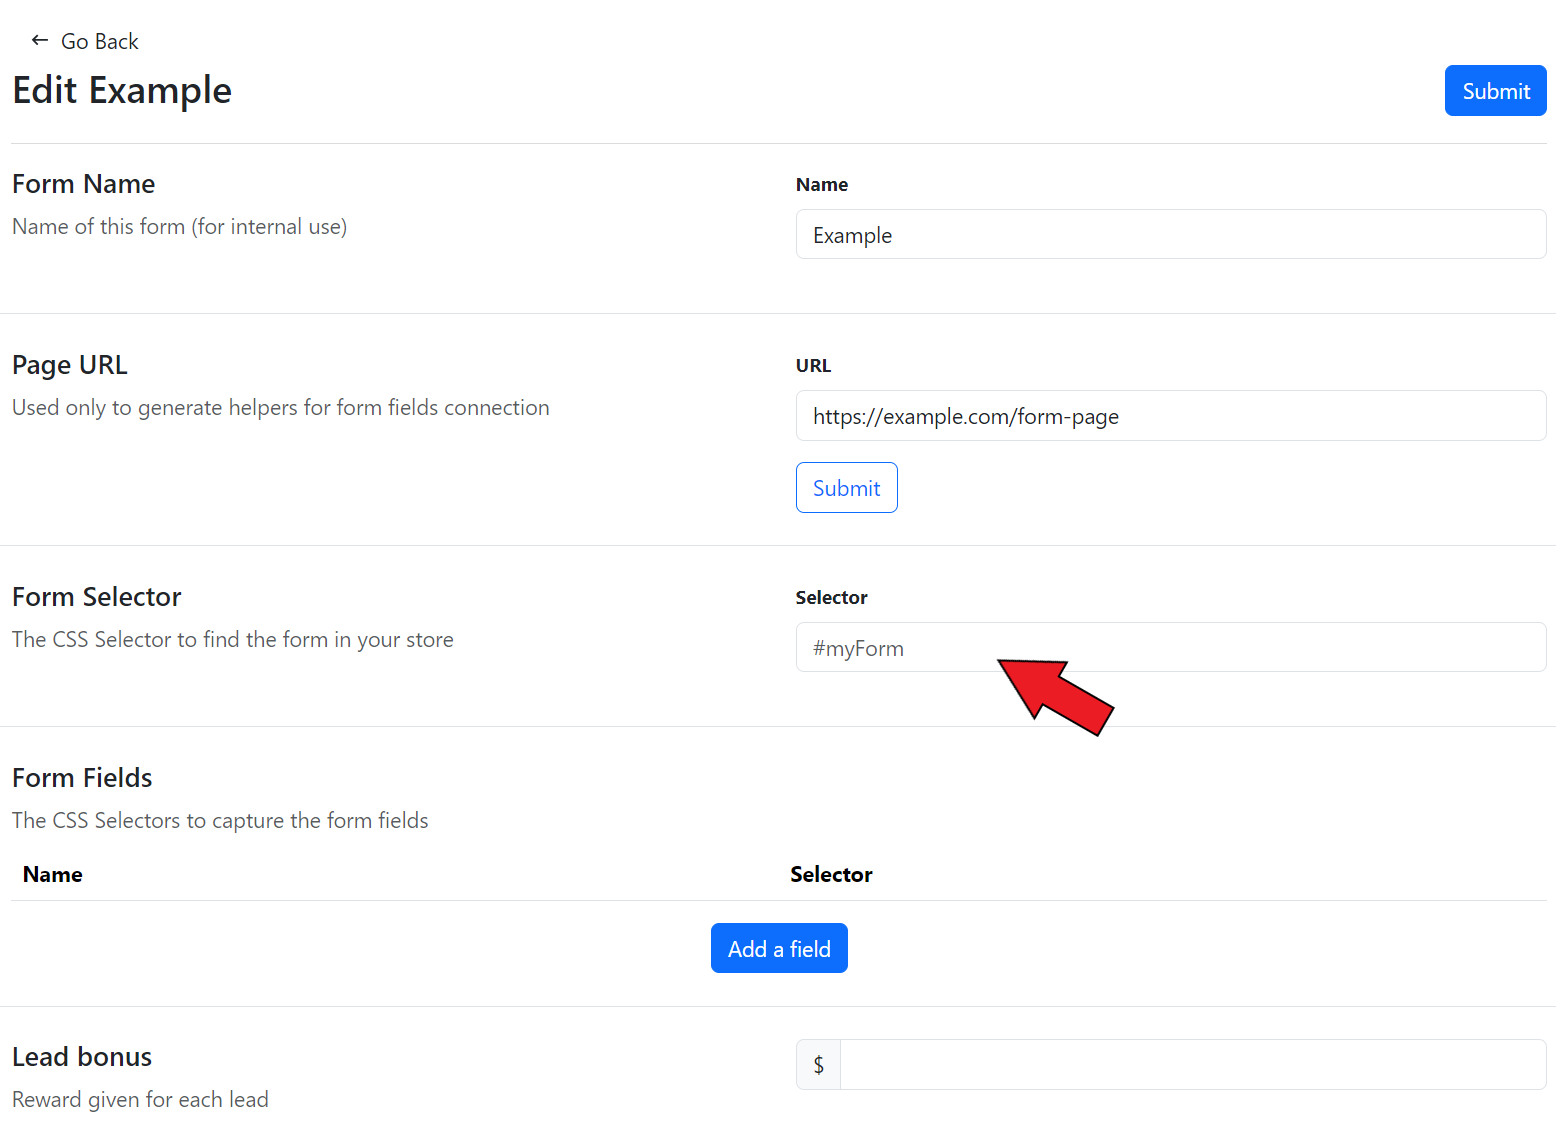 ← Go Back
Edit Example
Submit
Form Name
Name of this form (for internal use)
Name
Example
Page URL
Used only to generate helpers for form fields connection
URL
https://example.com/form-page
Submit
Form Selector
The CSS Selector to find the form in your store
Selector
#myForm
Form Fields
The CSS Selectors to capture the form fields
Name Selector
Add a field
Lead bonus
Reward given for each lead
$